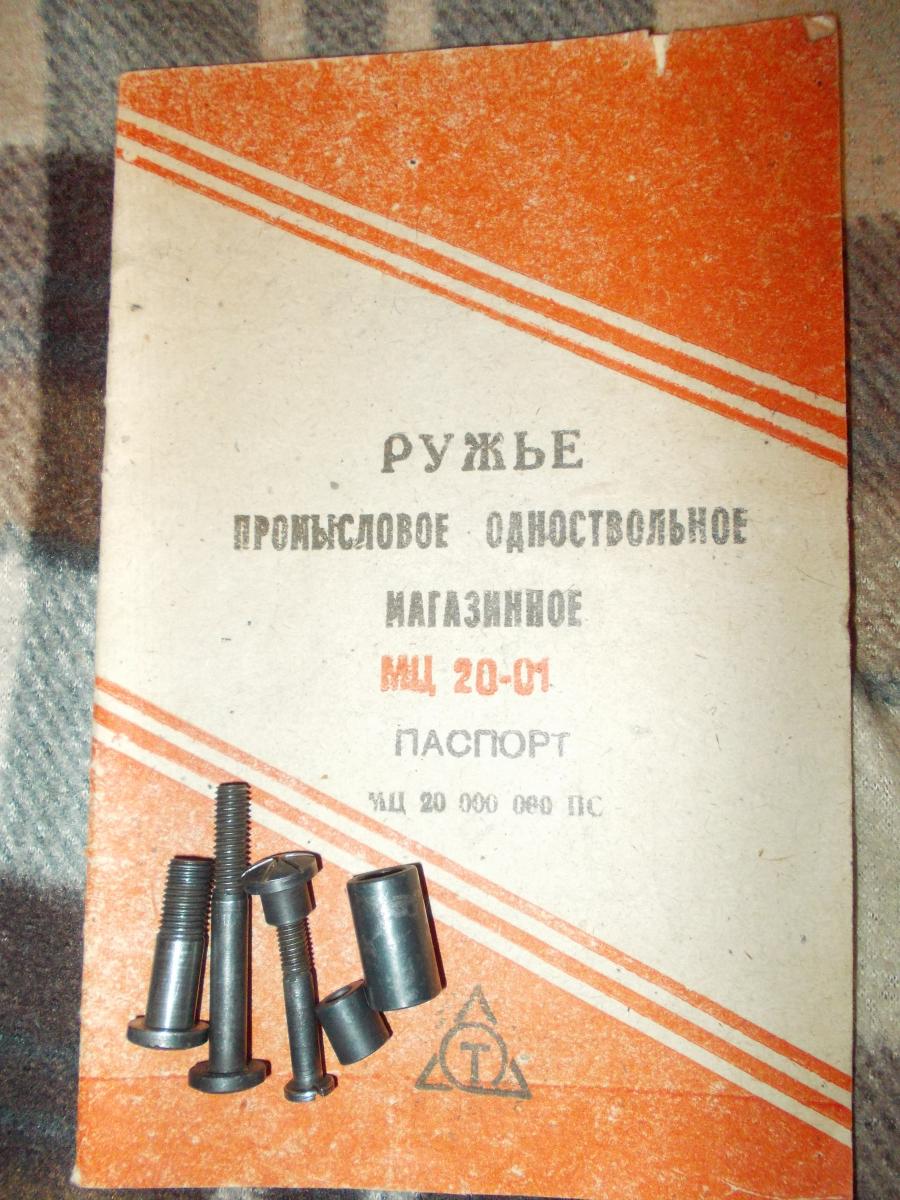 РУЖЬЕ
ПРОМЫСЛОВОЕ ОДНОСТВОЛЬНОЕ
МАГАЗИННОЕ
МЦ 20-01
ПАСПОРТ
МЦ 20 000 000 ПС
Т